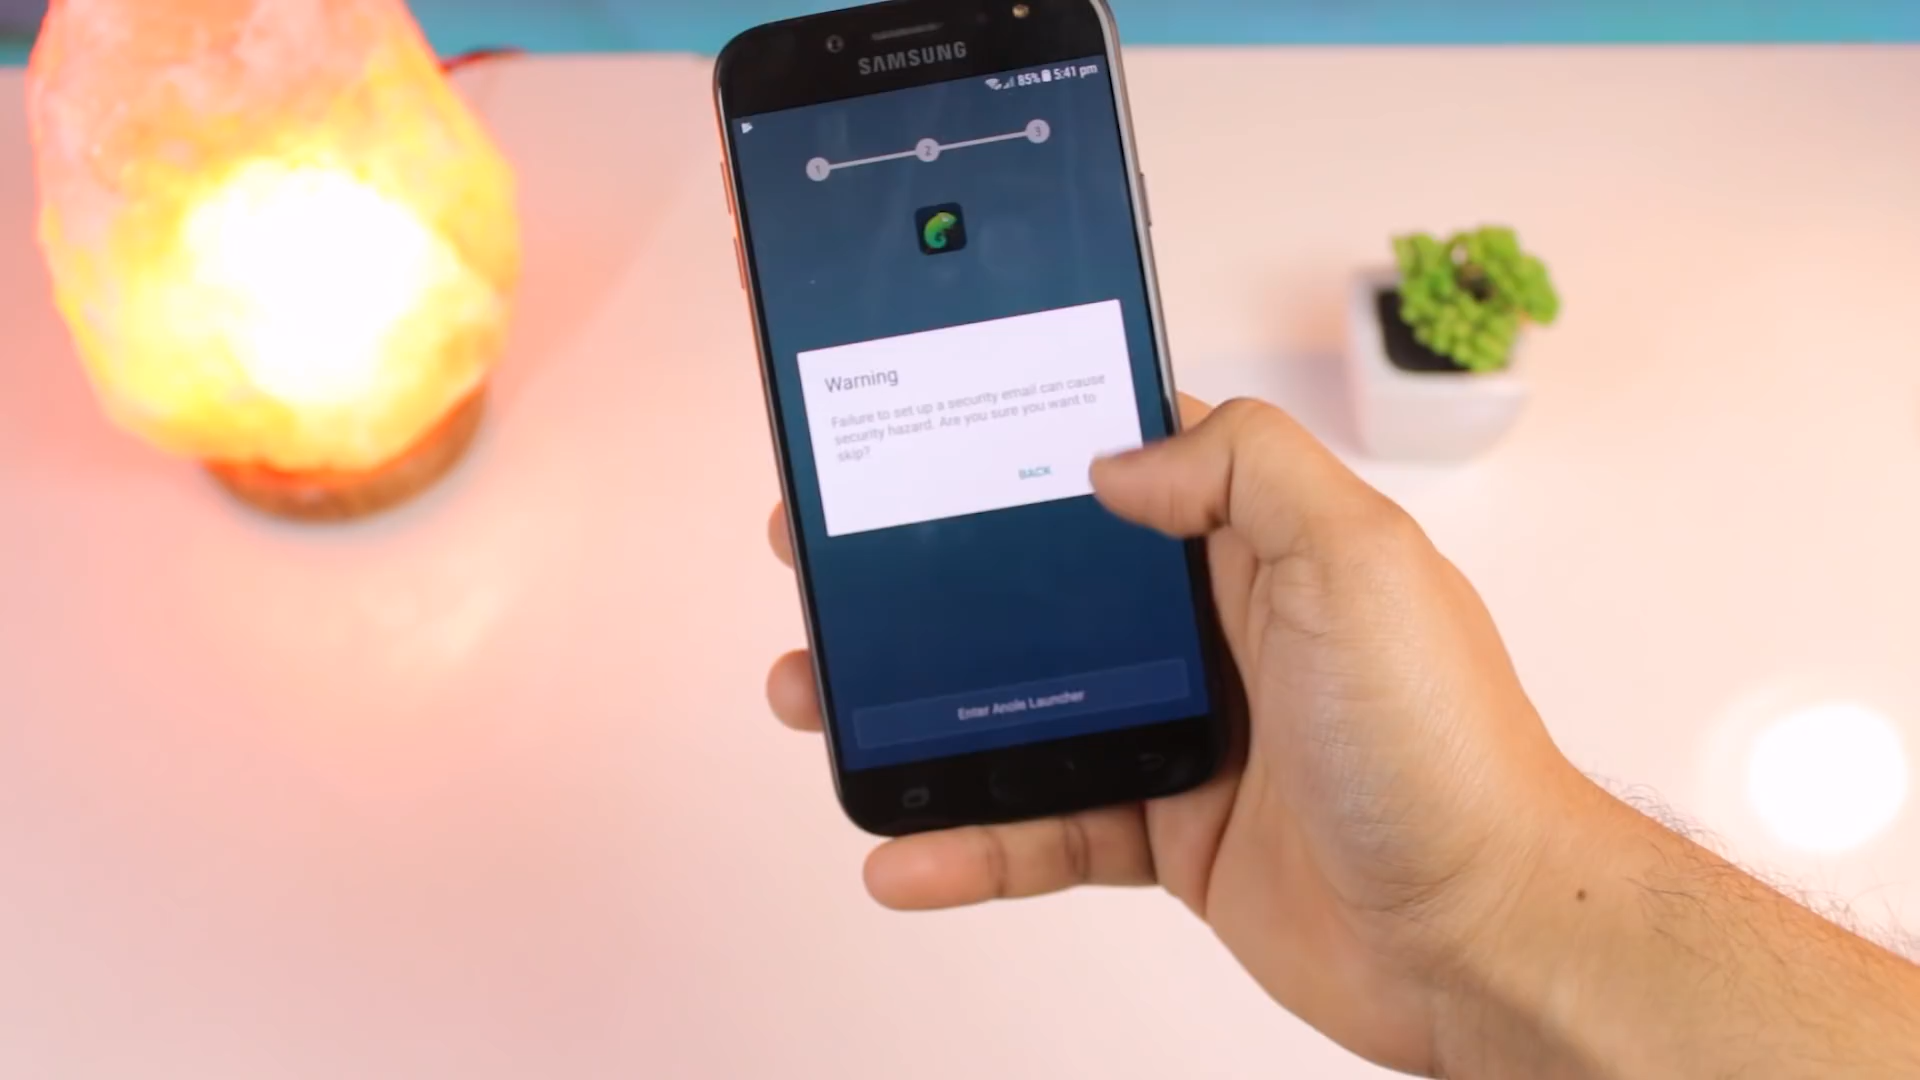 SAMSUNG
85% 5:41 pm
1 2 3
Warning
Failure to set up a security email can cause
security hazard. Are you sure you want to
skip?
BACK
Enter Anole Launcher